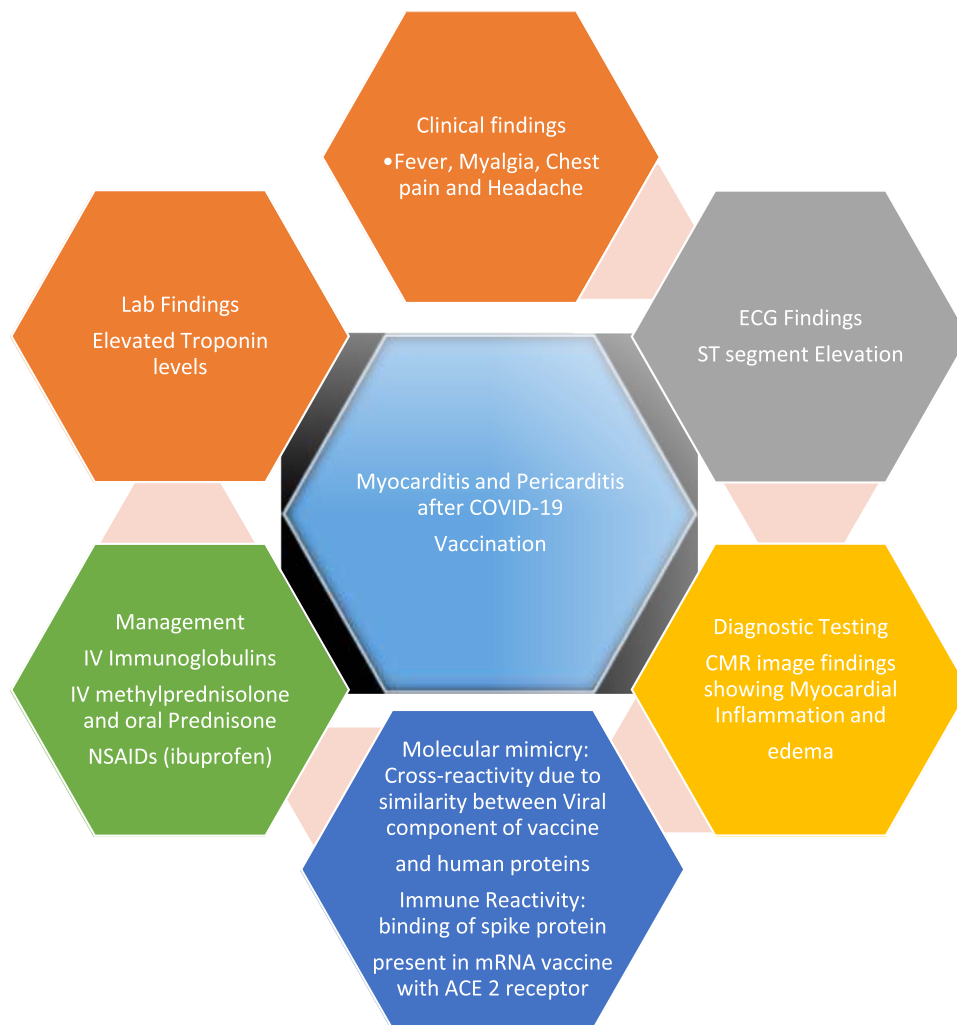 Clinical findings
•Fever, Myalgia, Chest
pain and Headache
Lab Findings
Elevated Troponin
levels
ECG Findings
ST segment Elevation
Myocarditis and Pericarditis
after COVID-19
Vaccination
Management
IV Immunoglobulins
IV methylprednisolone
and oral Prednisone
NSAIDs (ibuprofen)
Diagnostic Testing
CMR image findings
showing Myocardial
Inflammation and
edema
Molecular mimicry:
Cross-reactivity due to
similarity between Viral
component of vaccine
and human proteins
Immune Reactivity:
binding of spike protein
present in mRNA vaccine
with ACE 2 receptor